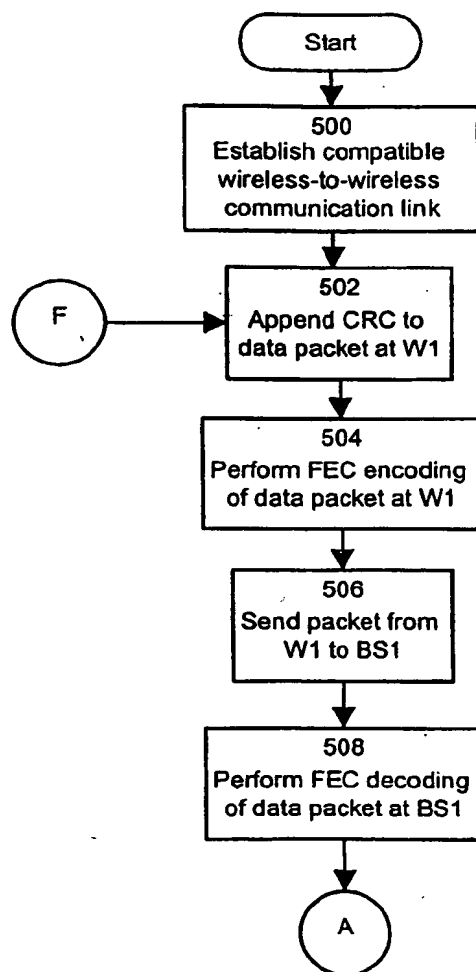 Start
500
Establish compatible
wireless-to-wireless
communication link
F
502
Append CRC to
data packet at W1
504
Perform FEC encoding
of data packet at W1
506
Send packet from
W1 to BS1
508
Perform FEC decoding
of data packet at BS1
A